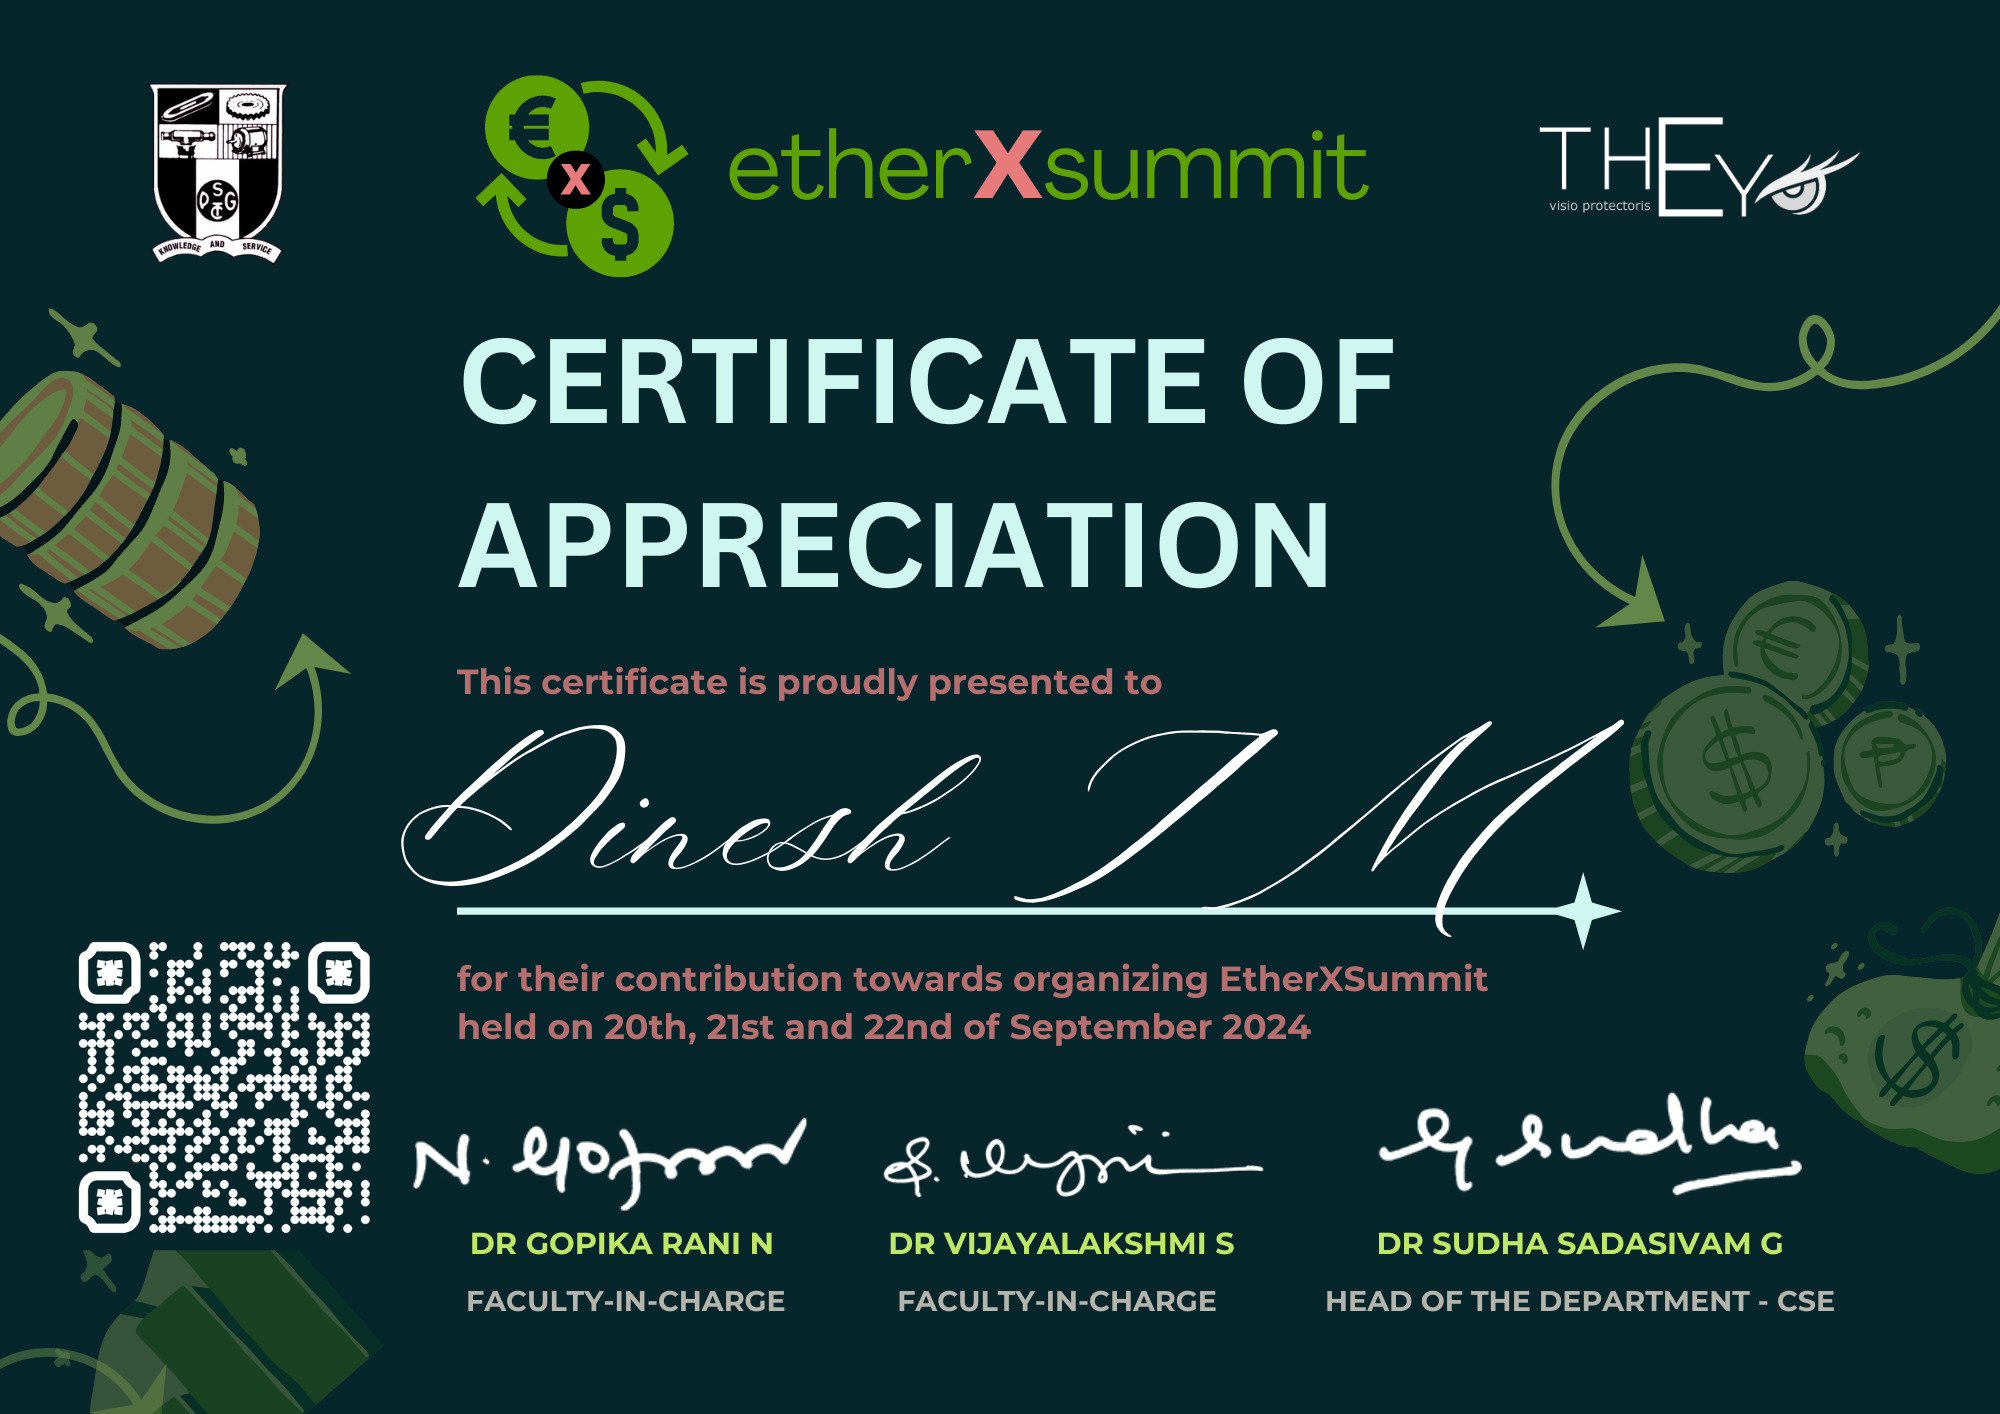 KNOWLEDGE AND SERVICE
etherXsummit
THEY
visio protectoris
CERTIFICATE OF
APPRECIATION
This certificate is proudly presented to
Dinesh J M
for their contribution towards organizing EtherXSummit
held on 20th, 21st and 22nd of September 2024
DR GOPIKA RANI N
DR VIJAYALAKSHMI S
G Sudha
DR SUDHA SADASIVAM G
FACULTY-IN-CHARGE
FACULTY-IN-CHARGE
HEAD OF THE DEPARTMENT - CSE